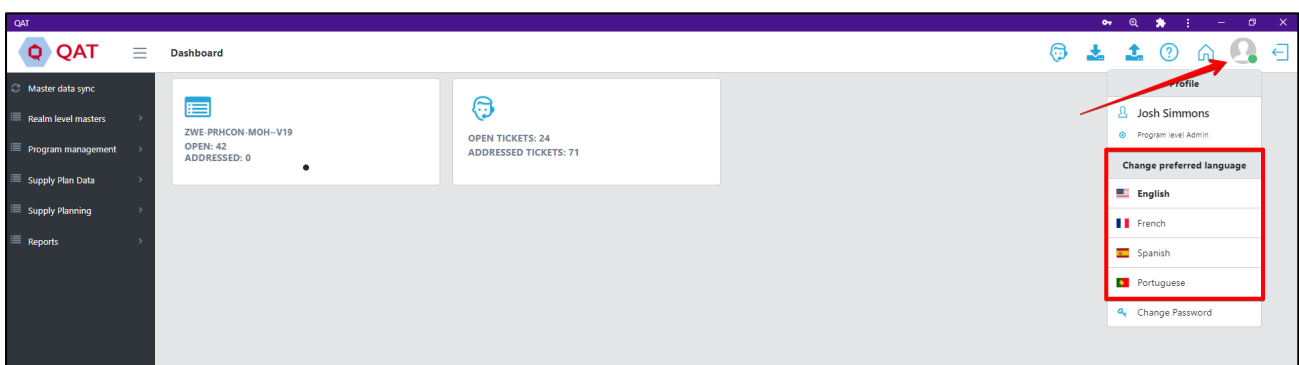 QAT
QAT
Dashboard
Master data sync
Realm level masters
Program management
Supply Plan Data
Supply Planning
Reports
ZWE-PRHCON-MOH--V19
OPEN: 42
ADDRESSED: 0
OPEN TICKETS: 24
ADDRESSED TICKETS: 71
Profile
Josh Simmons
Program level Admin
Change preferred language
English
French
Spanish
Portuguese
Change Password